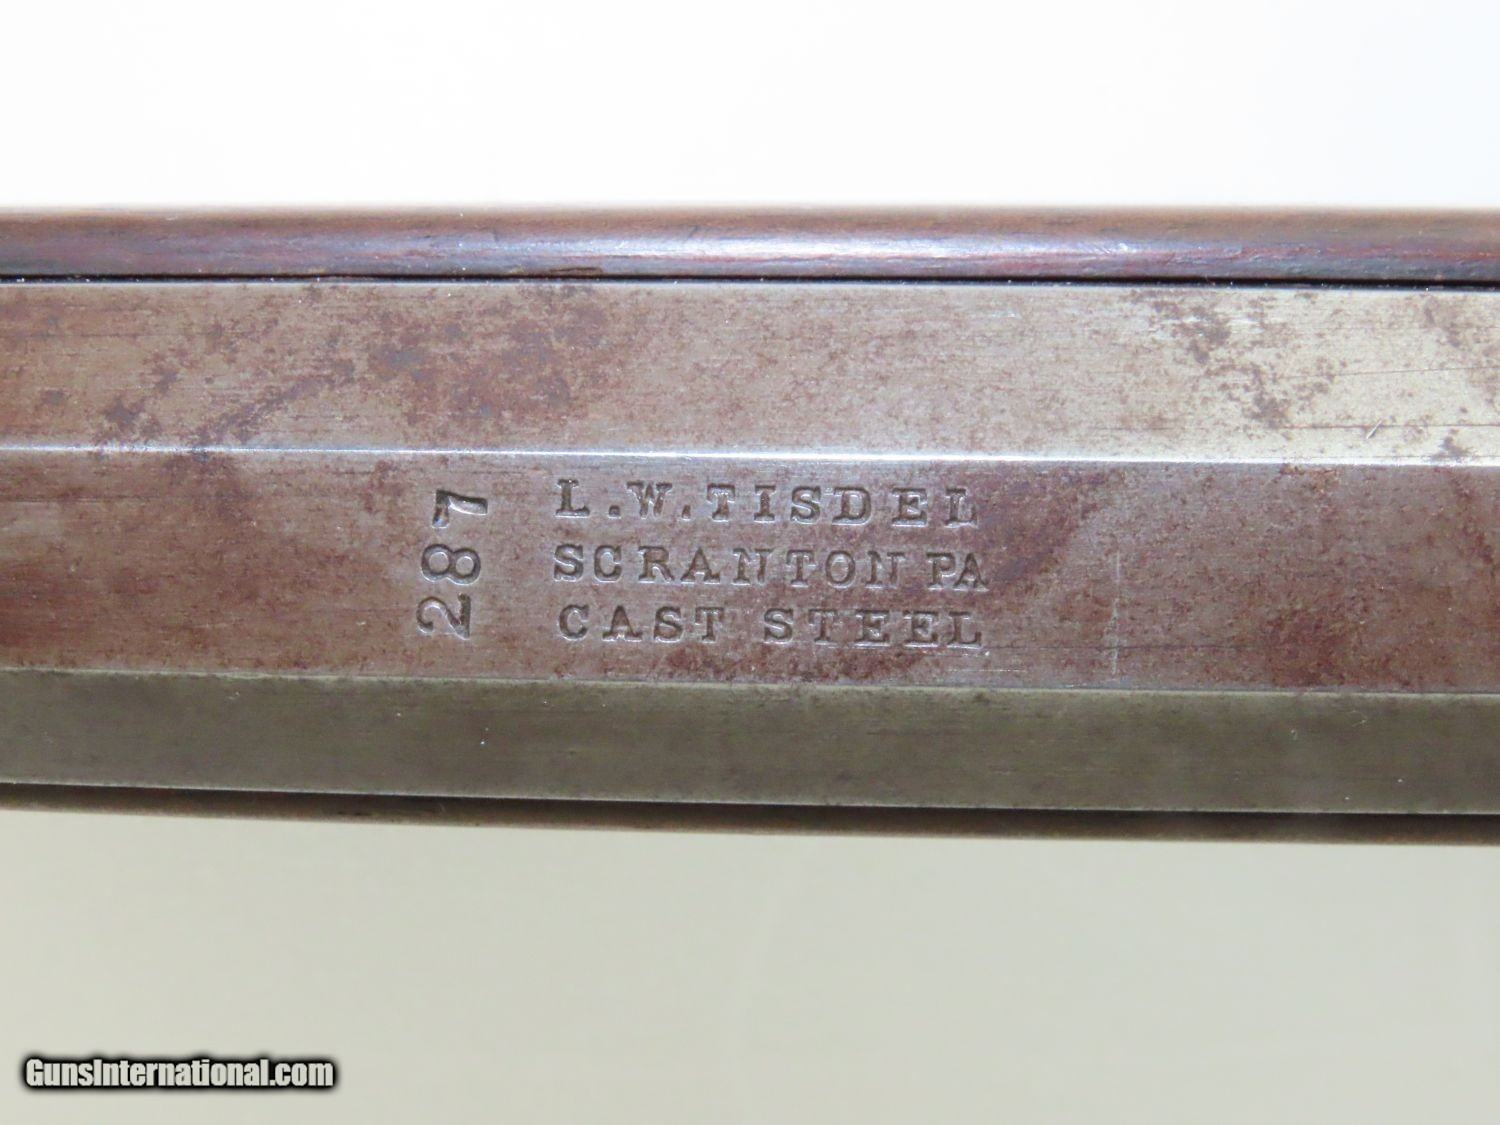 287
L.W.TISDEL
SCRANTON PA
CAST STEEL
GunsInternational.com